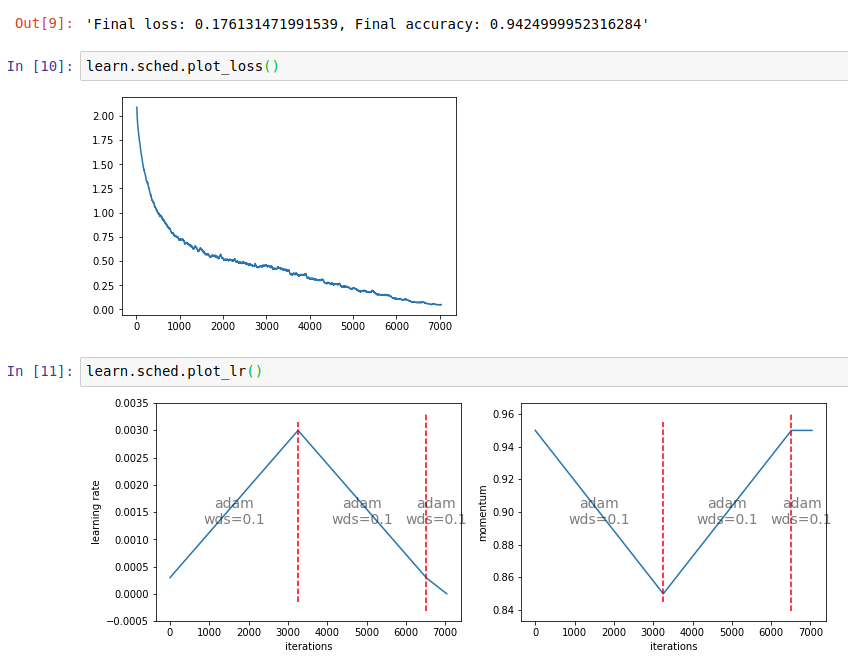 Out[9]: 'Final loss: 0.176131471991539, Final accuracy: 0.9424999952316284'
In [10]: learn.sched.plot_loss()
2.00
1.75
1.50
1.25
1.00
0.75
0.50
0.25
0.00
0 1000 2000 3000 4000 5000 6000 7000
In [11]: learn.sched.plot_lr()
0.0035
0.0030
0.0025
0.0020
0.0015
0.0010
0.0005
0.0000
−0.0005
learning rate
adam
wds=0.1
adam
wds=0.1
adam
wds=0.1
0 1000 2000 3000 4000 5000 6000 7000
iterations
0.96
0.94
0.92
0.90
0.88
0.86
0.84
momentum
adam
wds=0.1
adam
wds=0.1
adam
wds=0.1
0 1000 2000 3000 4000 5000 6000 7000
iterations